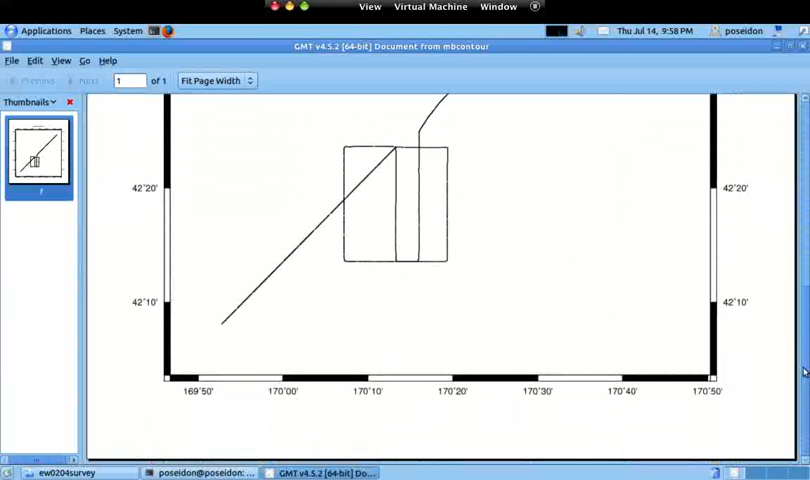 View Virtual Machine Window
Applications Places System Thu Jul 14, 9:58 PM poseidon
GMT v4.5.2 [64-bit] Document from mbcontour
File Edit View Go Help
Previous Next 1 of 1 Fit Page Width
Thumbnails
1
42°20' 42°20'
42°10' 42°10'
169°50' 170°00' 170°10' 170°20' 170°30' 170°40' 170°50'
ew0204survey poseidon@poseidon: ... GMT v4.5.2 [64-bit] Do...